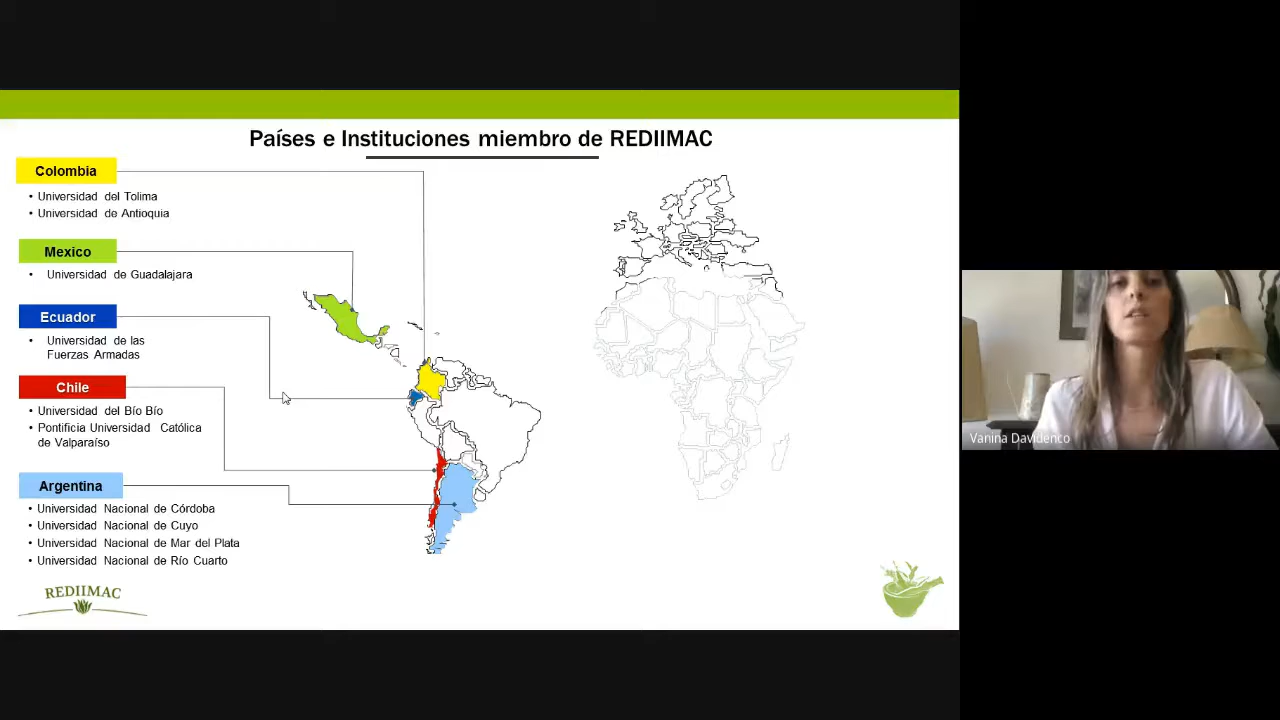 Países e Instituciones miembro de REDIIMAC
Colombia
• Universidad del Tolima
• Universidad de Antioquia
Mexico
• Universidad de Guadalajara
Ecuador
• Universidad de las
Fuerzas Armadas
Chile
• Universidad del Bío Bío
• Pontificia Universidad Católica
de Valparaíso
Argentina
• Universidad Nacional de Córdoba
• Universidad Nacional de Cuyo
• Universidad Nacional de Mar del Plata
• Universidad Nacional de Río Cuarto
REDIIMAC
Vanina Davidenco